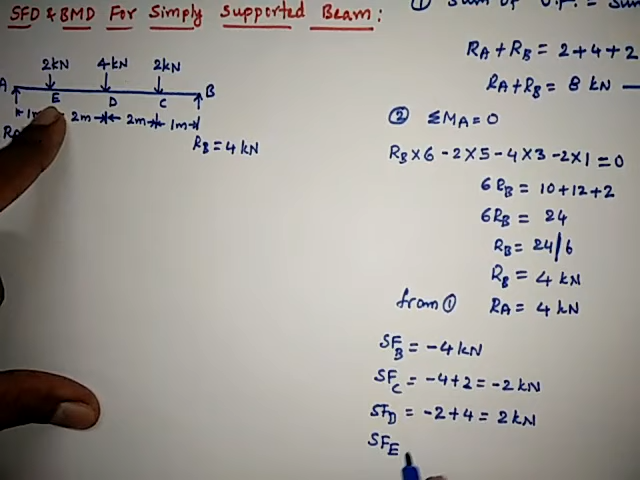 SFD & BMD For Simply Supported Beam:
2kN 4kN 2kN
A B
E D C
2m 2m 1m
RB = 4 kN
RA + RB = 2+4+2
RA + RB = 8 kN
② ΣMA = 0
RB×6 - 2×5 - 4×3 - 2×1 = 0
6RB = 10+12+2
6RB = 24
RB = 24/6
RB = 4 kN
from ① RA = 4 kN
SFB = -4 kN
SFC = -4+2 = -2 kN
SFD = -2+4 = 2 kN
SFE